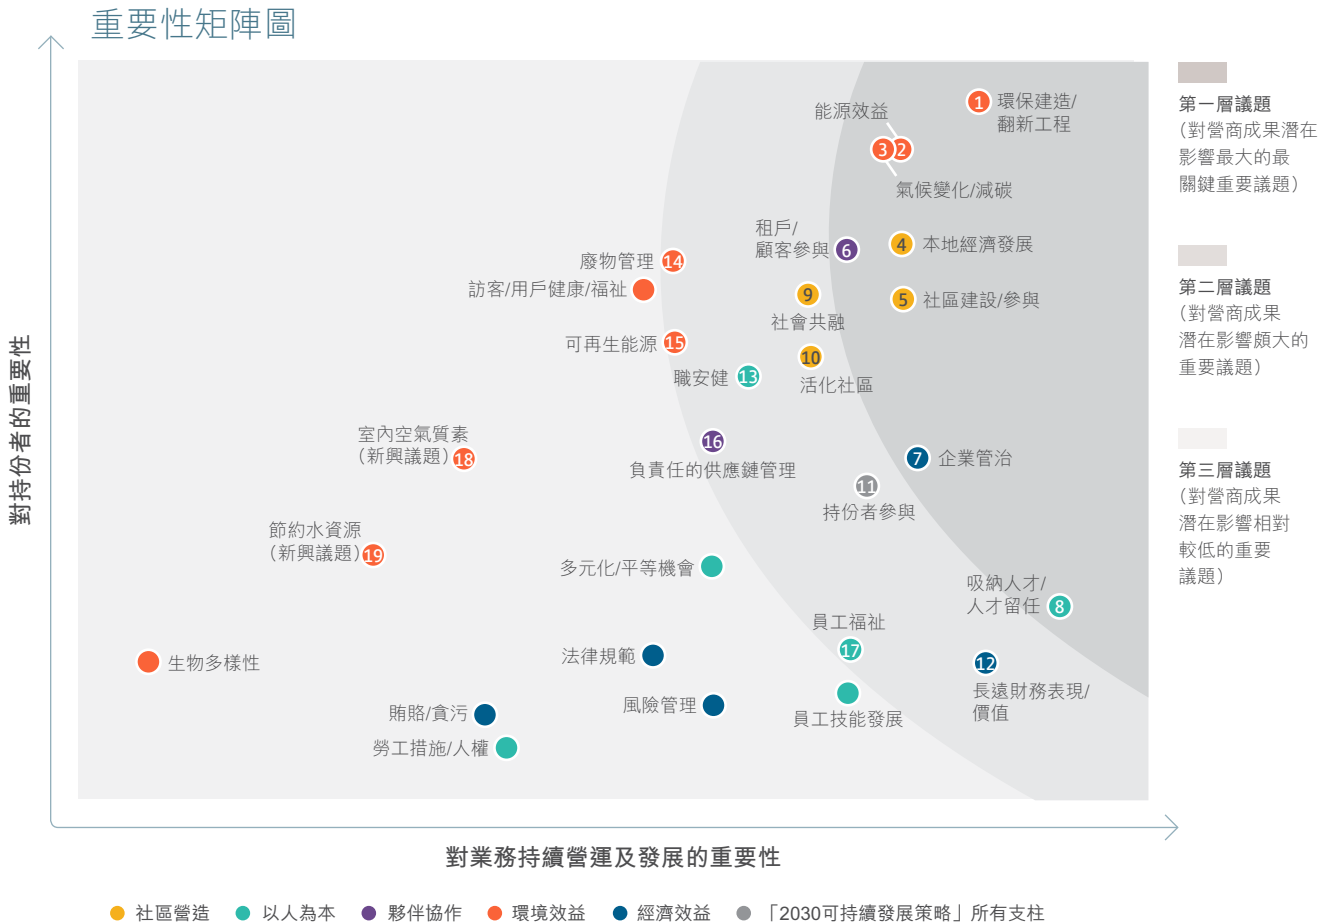 重要性矩陣圖
對持份者的重要性
能源效益
1
環保建造/
翻新工程
3
2
氣候變化/減碳
租戶/
顧客參與
6
4
本地經濟發展
廢物管理
14
訪客/用戶健康/福祉
9
社會共融
5
社區建設/參與
可再生能源
15
10
活化社區
職安健
13
室內空氣質素
（新興議題）
18
16
負責任的供應鏈管理
7
企業管治
11
持份者參與
節約水資源
（新興議題）
19
多元化/平等機會
吸納人才/
人才留任
8
員工福祉
17
生物多樣性
法律規範
12
長遠財務表現/
價值
賄賂/貪污
風險管理
員工技能發展
勞工措施/人權
第一層議題
（對營商成果潛在
影響最大的最
關鍵重要議題）
第二層議題
（對營商成果
潛在影響頗大的
重要議題）
第三層議題
（對營商成果
潛在影響相對
較低的重要
議題）
對業務持續營運及發展的重要性
社區營造
以人為本
夥伴協作
環境效益
經濟效益
「2030可持續發展策略」所有支柱